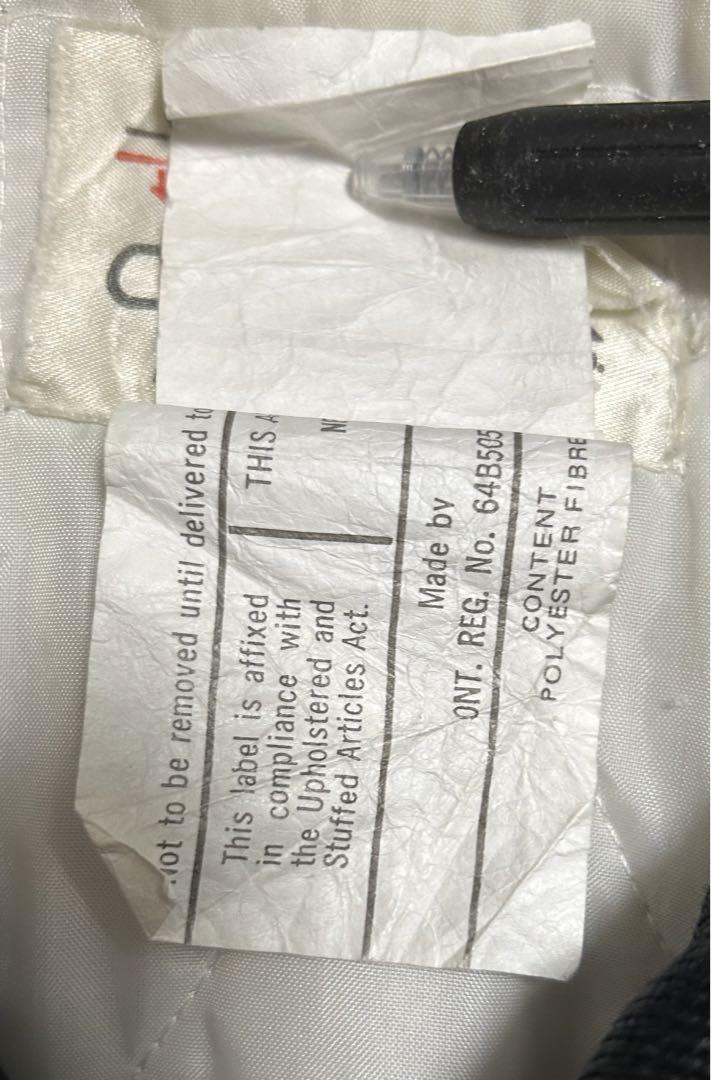 Not to be removed until delivered to
This label is affixed
in compliance with
the Upholstered and
Stuffed Articles Act.
THIS A
Made by
ONT. REG. No. 64B505
CONTENT
POLYESTER FIBRE